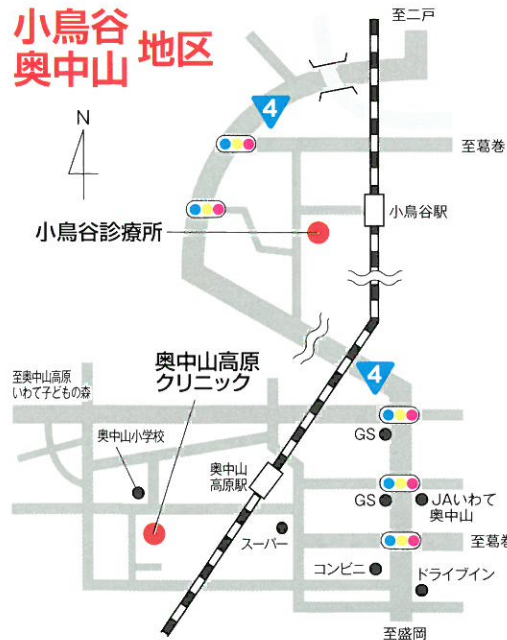 小鳥谷
奥中山
地区
至二戸
N
4
至葛巻
小鳥谷駅
小鳥谷診療所
4
奥中山高原
クリニック
至奥中山高原
いわて子どもの森
奥中山小学校
奥中山
高原駅
GS
GS
JAいわて
奥中山
スーパー
至葛巻
コンビニ
ドライブイン
至盛岡